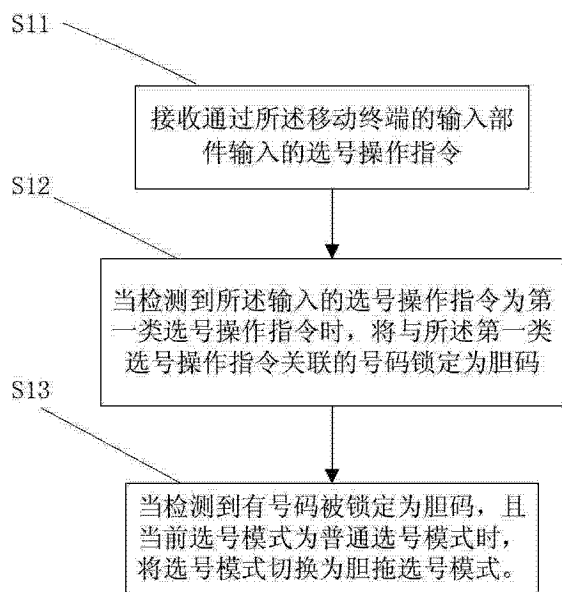 S11
接收通过所述移动终端的输入部
件输入的选号操作指令
S12
当检测到所述输入的选号操作指令为第
一类选号操作指令时，将与所述第一类
选号操作指令关联的号码锁定为胆码
S13
当检测到有号码被锁定为胆码，且
当前选号模式为普通选号模式时，
将选号模式切换为胆拖选号模式。